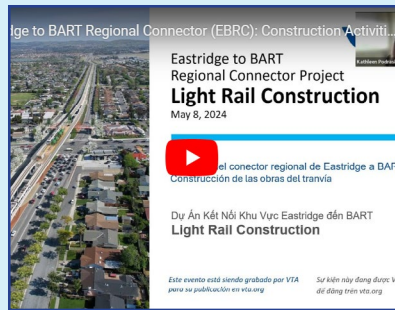 dge to BART Regional Connector (EBRC): Construction Activiti...
Kathleen Podrasky
Eastridge to BART
Regional Connector Project
Light Rail Construction
May 8, 2024
el conector regional de Eastridge a BAR
Construcción de las obras del tranvía
Dự Án Kết Nối Khu Vực Eastridge đến BART
Light Rail Construction
Este evento está siendo grabado por VTA
para su publicación en vta.org
Sự kiện này đang được V
để đăng trên vta.org